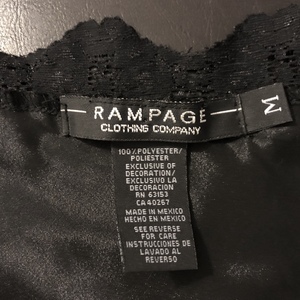 RAMPAGE
CLOTHING COMPANY
M
100% POLYESTER/
POLIESTER
EXCLUSIVE OF
DECORATION/
EXCLUSIVO LA
DECORACION
RN 63153
CA 40267
MADE IN MEXICO
HECHO EN MEXICO
SEE REVERSE
FOR CARE
INSTRUCCIONES DE
LAVADO AL
REVERSO